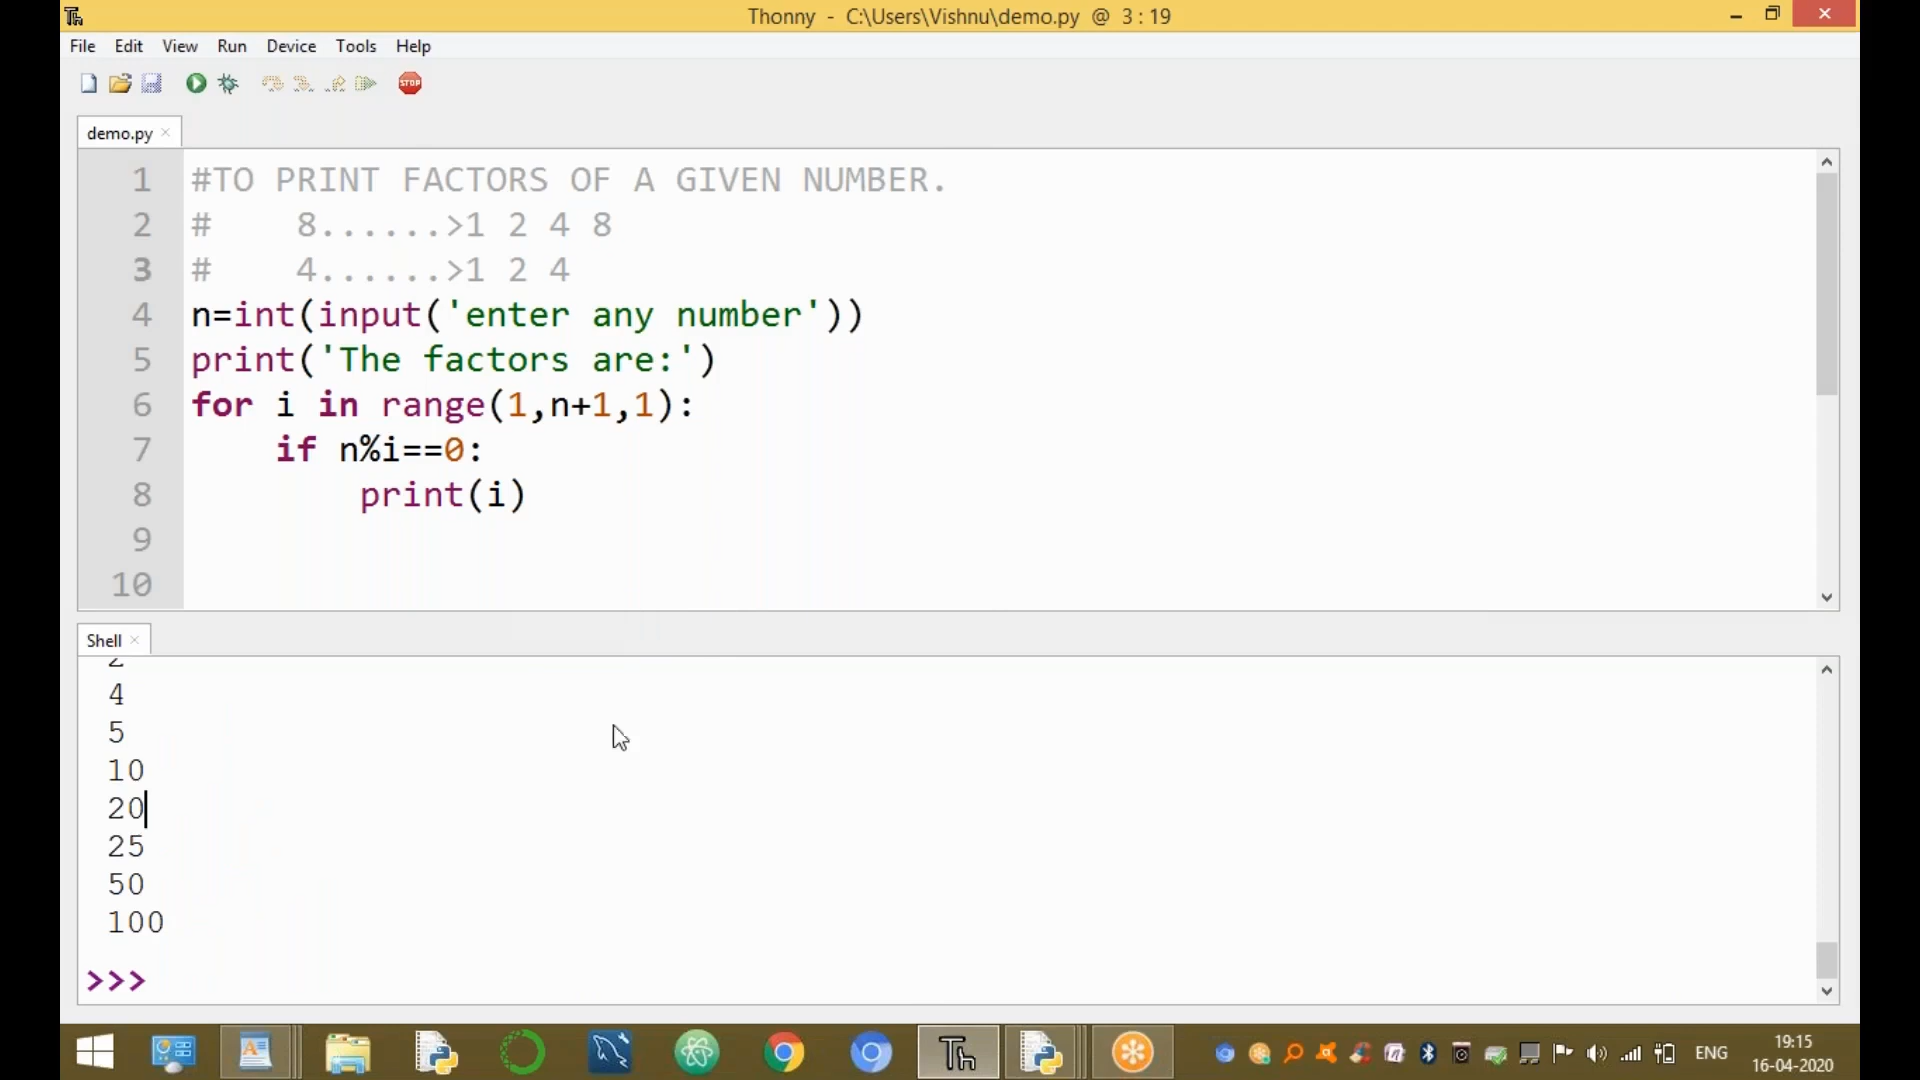 Thonny - C:\Users\Vishnu\demo.py @ 3 : 19
File Edit View Run Device Tools Help
STOP
demo.py ×
1 #TO PRINT FACTORS OF A GIVEN NUMBER.
2 #    8......>1 2 4 8
3 #    4......>1 2 4
4 n=int(input('enter any number'))
5 print('The factors are:')
6 for i in range(1,n+1,1):
7     if n%i==0:
8         print(i)
9
10
Shell ×
2
4
5
10
20
25
50
100
>>>
Th
ENG
19:15
16-04-2020